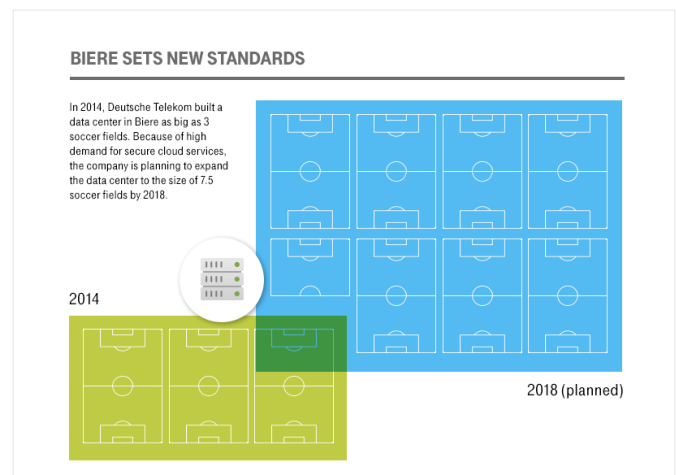 BIERE SETS NEW STANDARDS
In 2014, Deutsche Telekom built a
data center in Biere as big as 3
soccer fields. Because of high
demand for secure cloud services,
the company is planning to expand
the data center to the size of 7.5
soccer fields by 2018.
2014
2018 (planned)